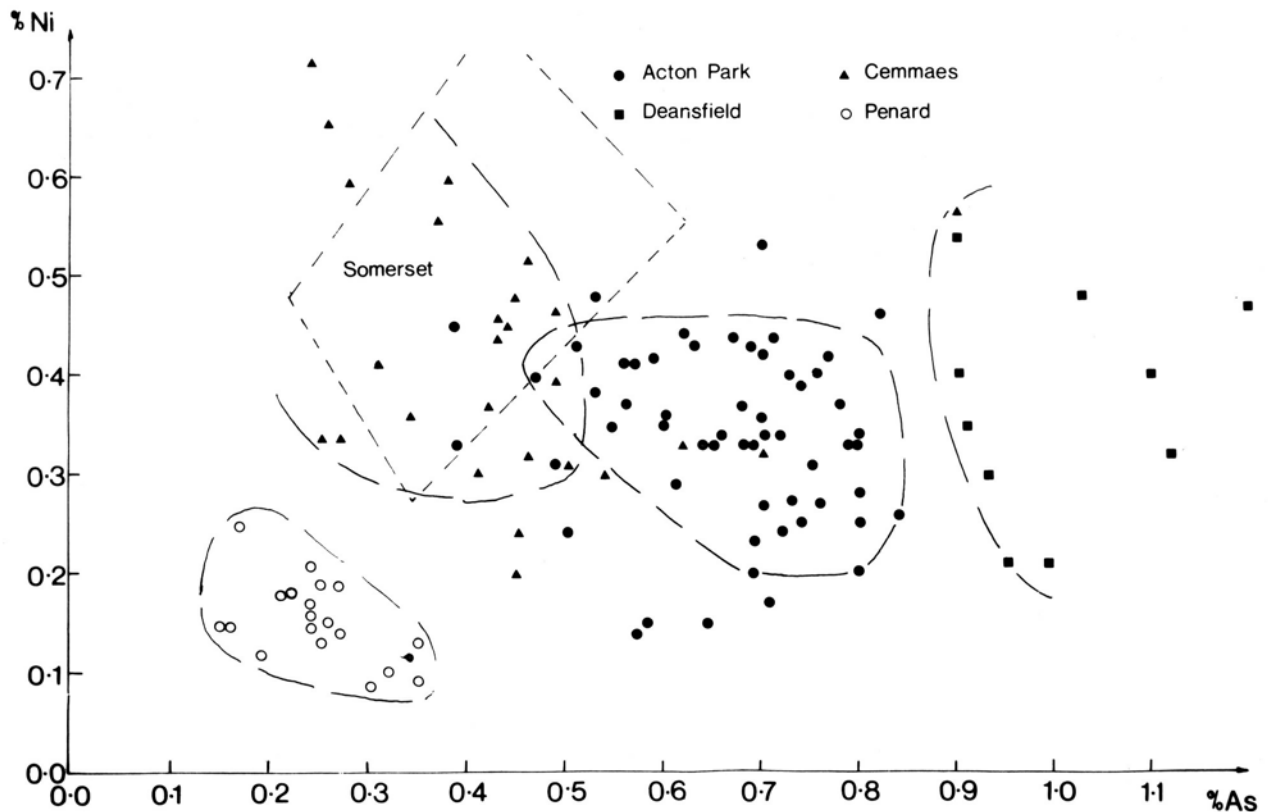 %Ni
0·7
0·6
0·5
0·4
0·3
0·2
0·1
0·0
Acton Park
Cemmaes
Deansfield
Penard
Somerset
0·0 0·1 0·2 0·3 0·4 0·5 0·6 0·7 0·8 0·9 1·0 1·1
%As